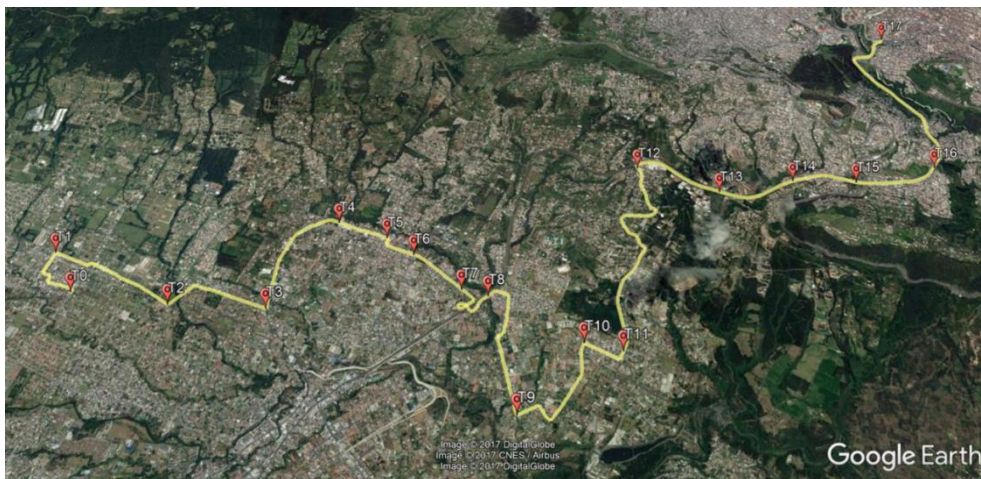 T17
T12
T16
T13
T14
T15
T4
T5
T6
T1
T0
T2
T3
T7
T8
T10
T11
T9
Image © 2017 DigitalGlobe
Image © 2017 CNES / Airbus
Image © 2017 DigitalGlobe
Google Earth